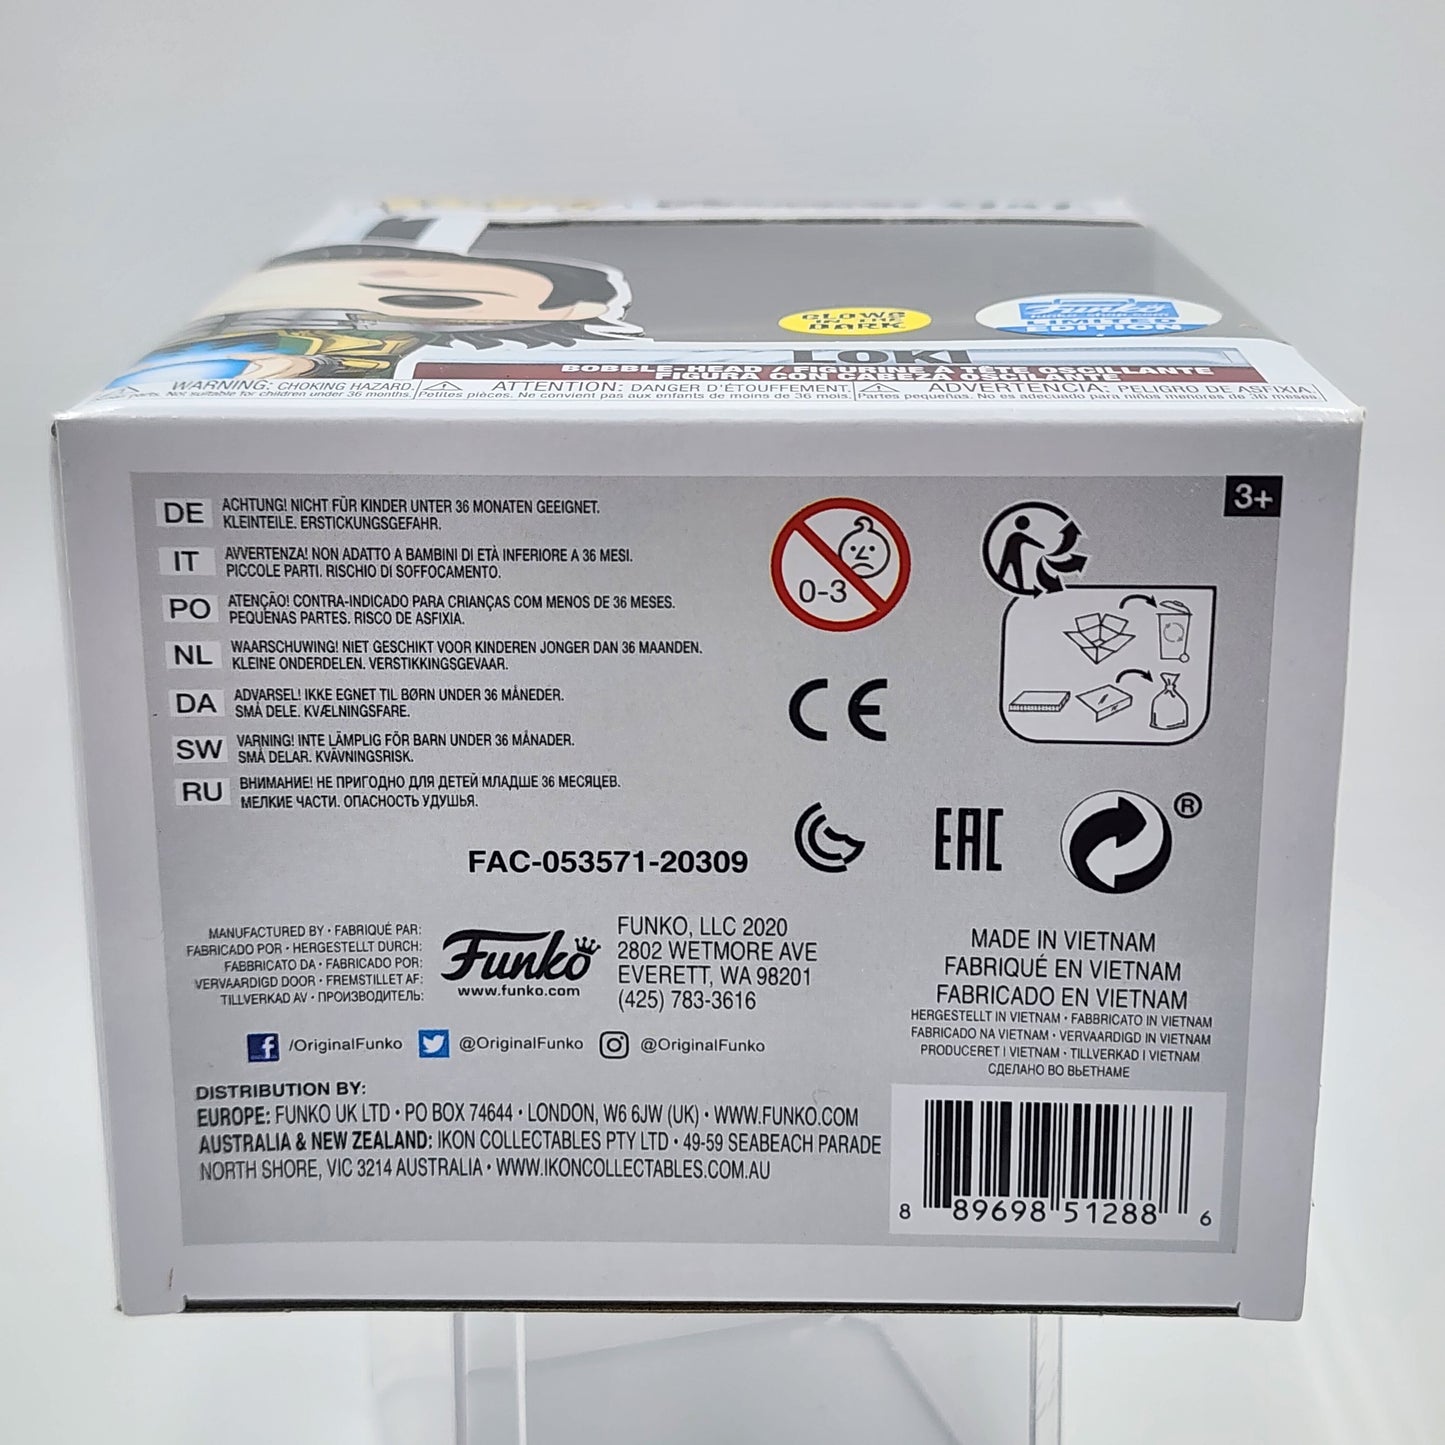 GLOWS
IN THE
DARK
Funko
funko-shop.com
LIMITED
EDITION
LOKI
BOBBLE-HEAD / FIGURINE À TÊTE OSCILLANTE
FIGURA CON CABEZA OSCILANTE
WARNING: CHOKING HAZARD.
parts. Not suitable for children under 36 months.
ATTENTION: DANGER D'ÉTOUFFEMENT.
Petites pièces. Ne convient pas aux enfants de moins de 36 mois.
ADVERTENCIA: PELIGRO DE ASFIXIA.
Partes pequeñas. No es adecuado para niños menores de 36 meses
3+
DE ACHTUNG! NICHT FÜR KINDER UNTER 36 MONATEN GEEIGNET.
KLEINTEILE. ERSTICKUNGSGEFAHR.
IT AVVERTENZA! NON ADATTO A BAMBINI DI ETÀ INFERIORE A 36 MESI.
PICCOLE PARTI. RISCHIO DI SOFFOCAMENTO.
PO ATENÇÃO! CONTRA-INDICADO PARA CRIANÇAS COM MENOS DE 36 MESES.
PEQUENAS PARTES. RISCO DE ASFIXIA.
NL WAARSCHUWING! NIET GESCHIKT VOOR KINDEREN JONGER DAN 36 MAANDEN.
KLEINE ONDERDELEN. VERSTIKKINGSGEVAAR.
DA ADVARSEL! IKKE EGNET TIL BØRN UNDER 36 MÅNEDER.
SMÅ DELE. KVÆLNINGSFARE.
SW VARNING! INTE LÄMPLIG FÖR BARN UNDER 36 MÅNADER.
SMÅ DELAR. KVÄVNINGSRISK.
RU ВНИМАНИЕ! НЕ ПРИГОДНО ДЛЯ ДЕТЕЙ МЛАДШЕ 36 МЕСЯЦЕВ.
МЕЛКИЕ ЧАСТИ. ОПАСНОСТЬ УДУШЬЯ.
0-3
CE
EAC
®
FAC-053571-20309
MANUFACTURED BY • FABRIQUÉ PAR:
FABRICADO POR • HERGESTELLT DURCH:
FABBRICATO DA • FABRICADO POR:
VERVAARDIGD DOOR • FREMSTILLET AF:
TILLVERKAD AV • ПРОИЗВОДИТЕЛЬ:
Funko
www.funko.com
FUNKO, LLC 2020
2802 WETMORE AVE
EVERETT, WA 98201
(425) 783-3616
/OriginalFunko @OriginalFunko @OriginalFunko
MADE IN VIETNAM
FABRIQUÉ EN VIETNAM
FABRICADO EN VIETNAM
HERGESTELLT IN VIETNAM • FABBRICATO IN VIETNAM
FABRICADO NA VIETNAM • VERVAARDIGD IN VIETNAM
PRODUCERET I VIETNAM • TILLVERKAD I VIETNAM
СДЕЛАНО ВО ВЬЕТНАМЕ
DISTRIBUTION BY:
EUROPE: FUNKO UK LTD • PO BOX 74644 • LONDON, W6 6JW (UK) • WWW.FUNKO.COM
AUSTRALIA & NEW ZEALAND: IKON COLLECTABLES PTY LTD • 49-59 SEABEACH PARADE
NORTH SHORE, VIC 3214 AUSTRALIA • WWW.IKONCOLLECTABLES.COM.AU
8 89698 51288 6